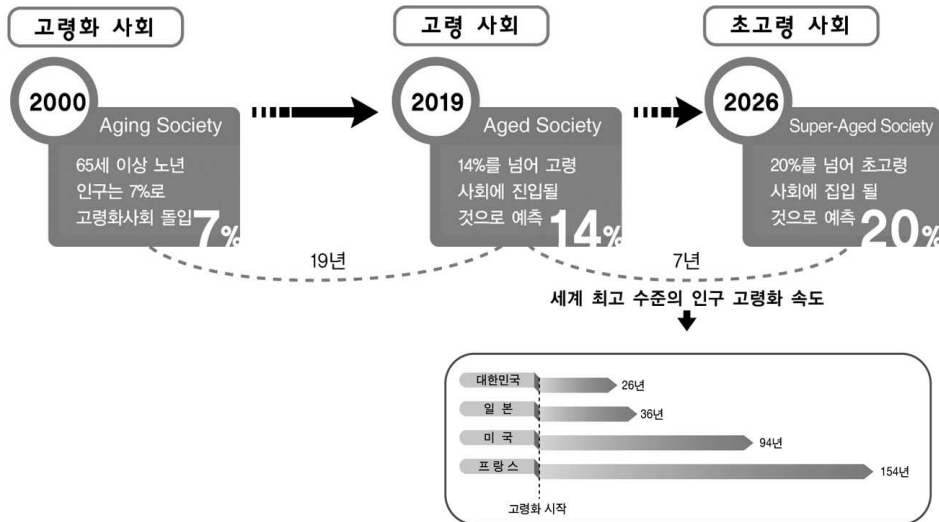 고령화 사회
고령 사회
초고령 사회
2000
Aging Society
65세 이상 노년
인구는 7%로
고령화사회 돌입
7%
2019
Aged Society
14%를 넘어 고령
사회에 진입될
것으로 예측
14%
2026
Super-Aged Society
20%를 넘어 초고령
사회에 집입 될
것으로 예측
20%
19년
7년
세계 최고 수준의 인구 고령화 속도
대한민국
26년
일 본
36년
미 국
94년
프 랑 스
154년
고령화 시작